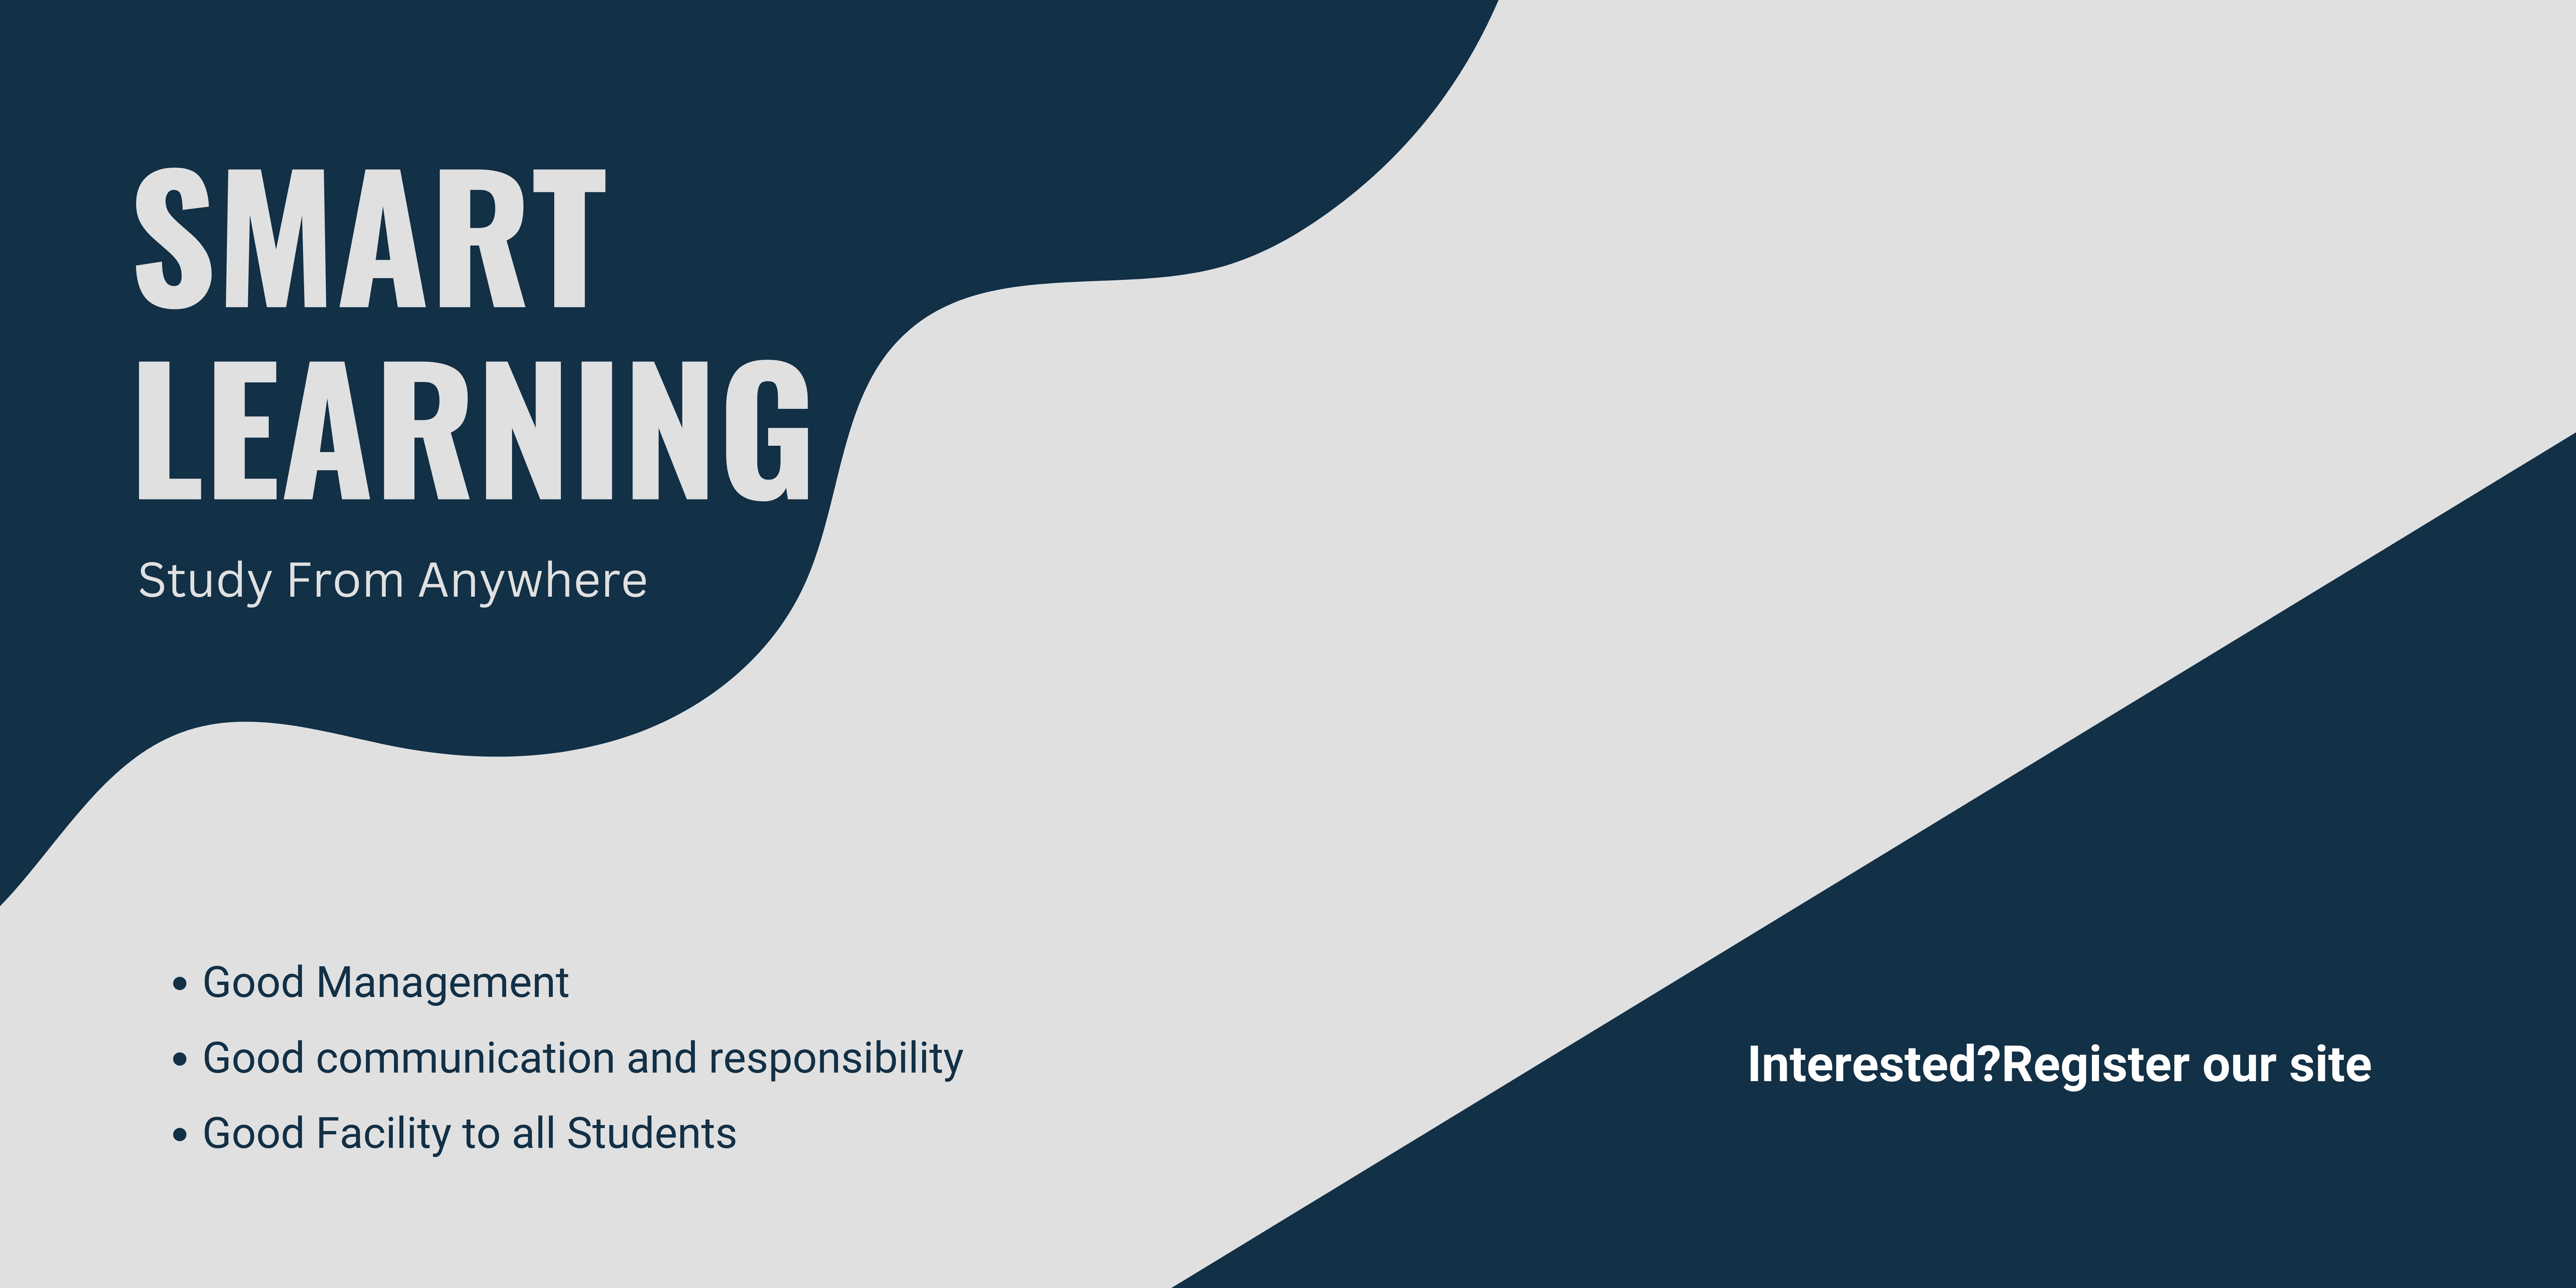 SMART
LEARNING
Study From Anywhere
• Good Management
• Good communication and responsibility
• Good Facility to all Students
Interested?Register our site